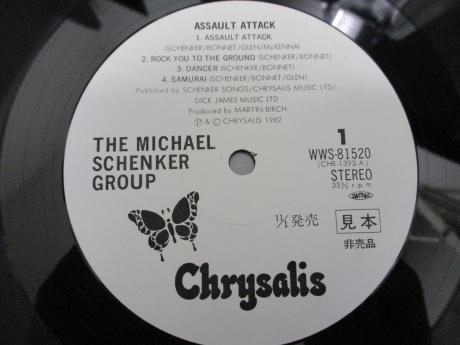 ASSAULT ATTACK
1. ASSAULT ATTACK
(SCHENKER/BONNET/GLEN/McKENNA)
2. ROCK YOU TO THE GROUND (SCHENKER/BONNET)
3. DANCER (SCHENKER/BONNET)
4. SAMURAI (SCHENKER/BONNET/GLEN)
Published by SCHENKER SONGS/CHRYSALIS MUSIC LTD/
DICK JAMES MUSIC LTD
Produced by MARTIN BIRCH
Ⓟ & © CHRYSALIS 1982
THE MICHAEL
SCHENKER
GROUP
1
WWS-81520
(CHR-1393-A)
STEREO
33⅓ r.p.m.
JASRAC
11/1発売
見本
非売品
Chrysalis